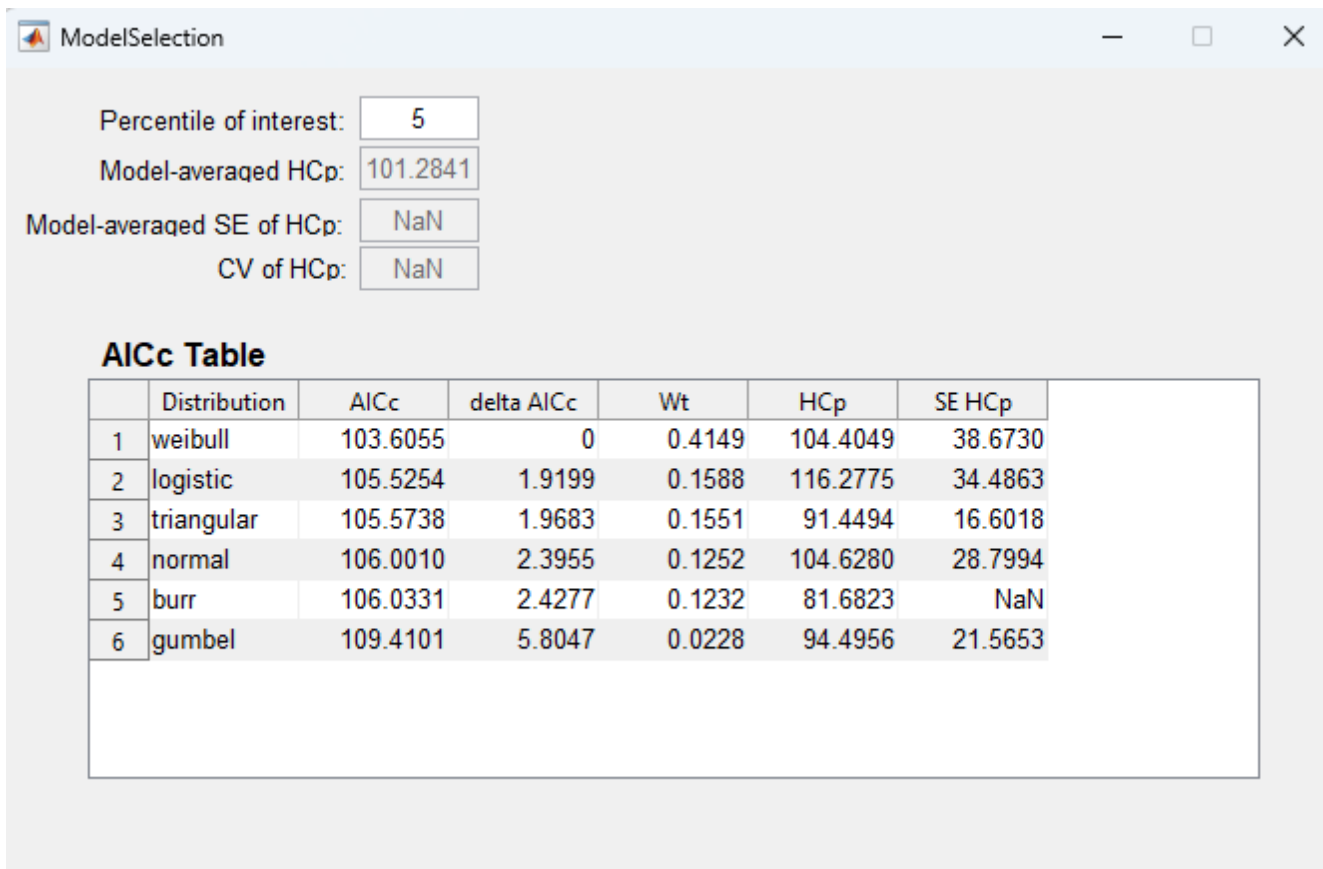 ModelSelection
Percentile of interest: 5
Model-averaged HCp: 101.2841
Model-averaged SE of HCp: NaN
CV of HCp: NaN
AICc Table
Distribution AICc delta AICc Wt HCp SE HCp
1 weibull 103.6055 0 0.4149 104.4049 38.6730
2 logistic 105.5254 1.9199 0.1588 116.2775 34.4863
3 triangular 105.5738 1.9683 0.1551 91.4494 16.6018
4 normal 106.0010 2.3955 0.1252 104.6280 28.7994
5 burr 106.0331 2.4277 0.1232 81.6823 NaN
6 gumbel 109.4101 5.8047 0.0228 94.4956 21.5653